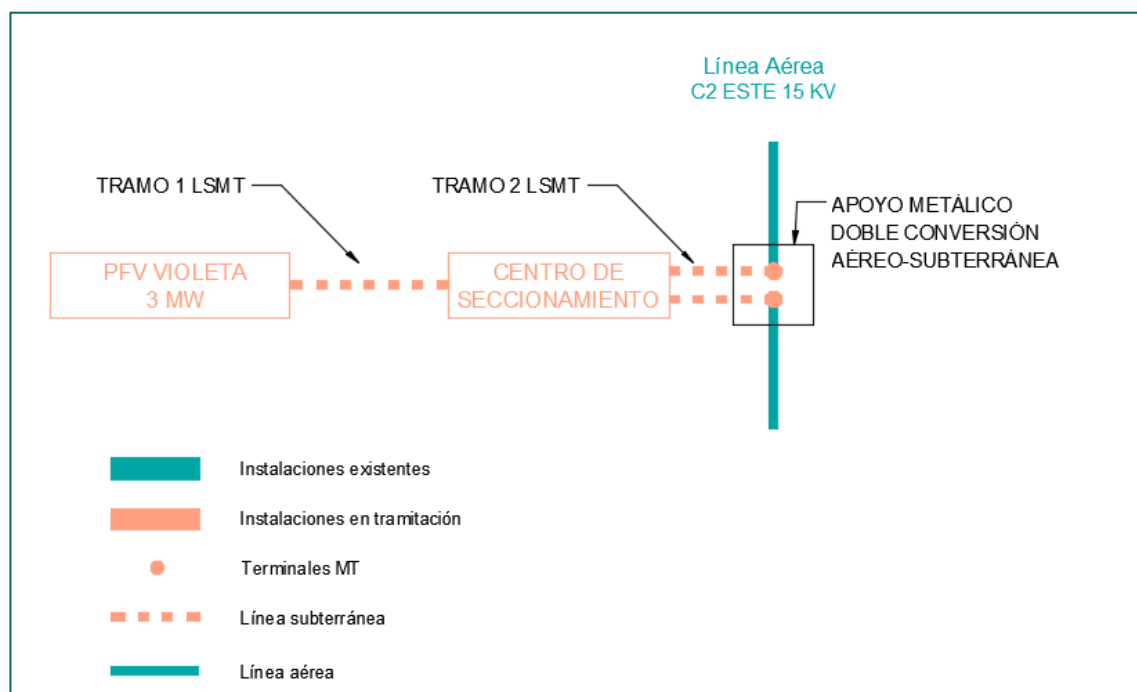 Línea Aérea
C2 ESTE 15 KV
TRAMO 1 LSMT
TRAMO 2 LSMT
APOYO METÁLICO
DOBLE CONVERSIÓN
AÉREO-SUBTERRÁNEA
PFV VIOLETA
3 MW
CENTRO DE
SECCIONAMIENTO
Instalaciones existentes
Instalaciones en tramitación
Terminales MT
Línea subterránea
Línea aérea